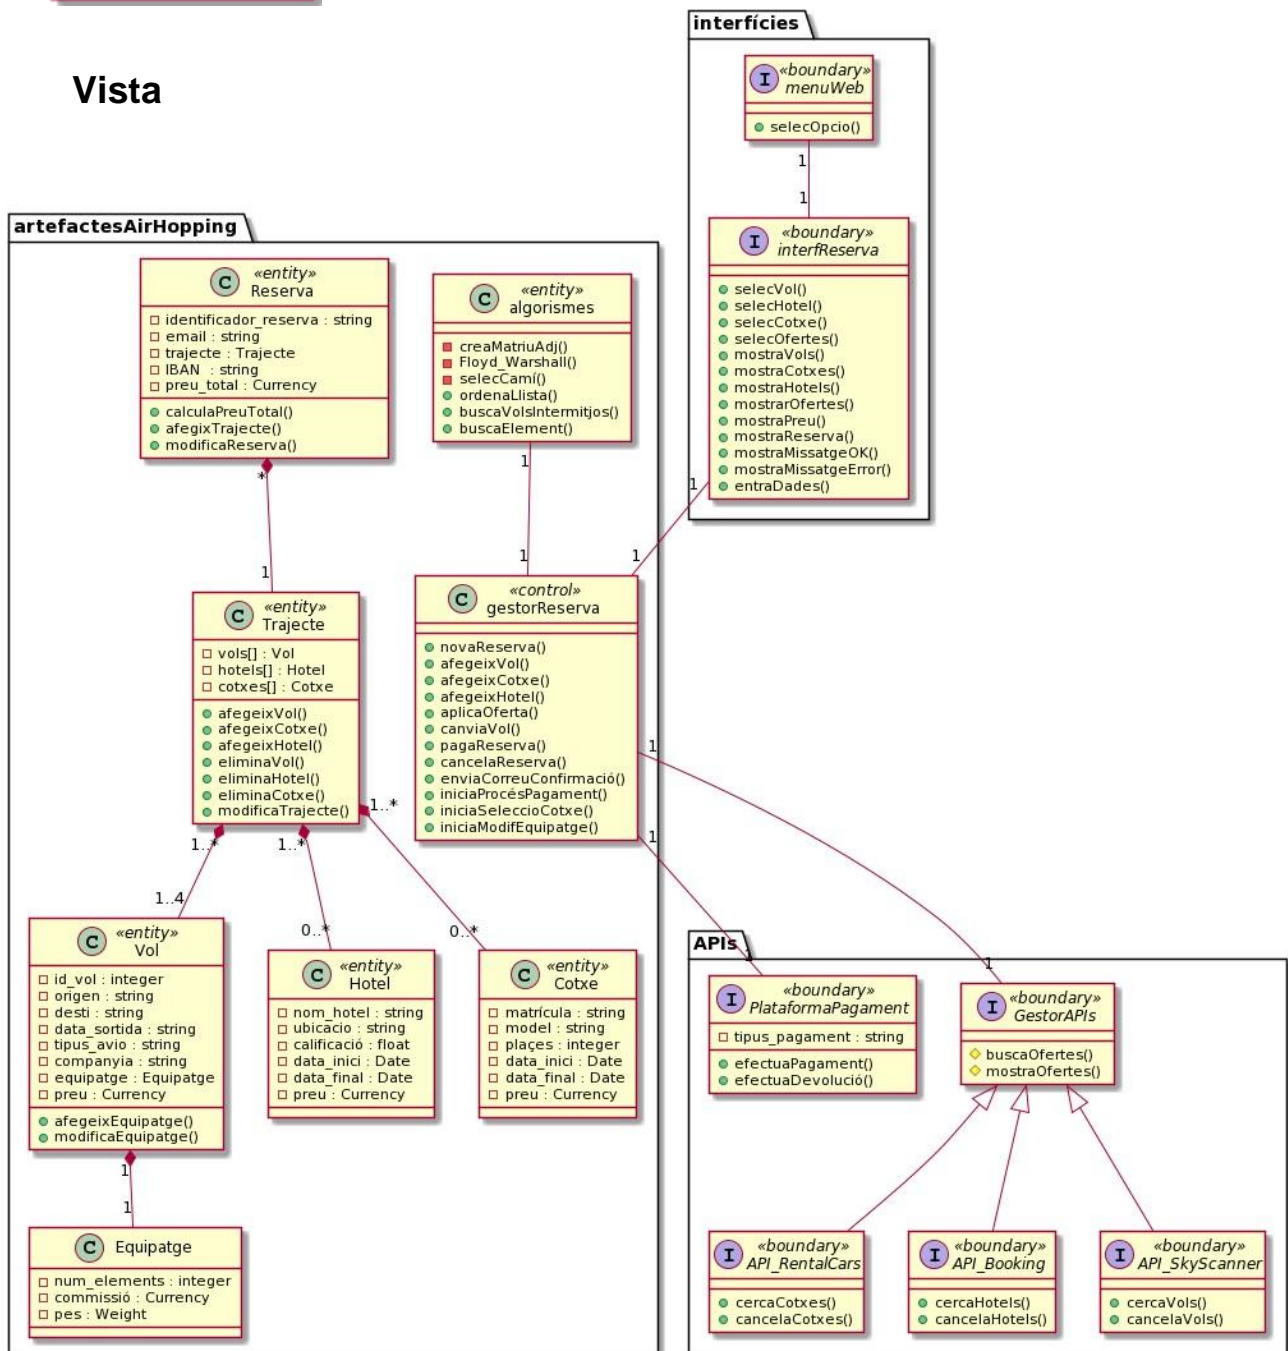 Vista
interfícies
I
«boundary»
menuWeb
selecOpcio()
1
1
I
«boundary»
interfReserva
selecVol()
selecHotel()
selecCotxe()
selecOfertes()
mostraVols()
mostraCotxes()
mostraHotels()
mostrarOfertes()
mostraPreu()
mostraReserva()
mostraMissatgeOK()
mostraMissatgeError()
entraDades()
1
1
artefactesAirHopping
C
«entity»
Reserva
identificador_reserva : string
email : string
trajecte : Trajecte
IBAN : string
preu_total : Currency
calculaPreuTotal()
afegixTrajecte()
modificaReserva()
*
1
C
«entity»
algorismes
creaMatriuAdj()
Floyd_Warshall()
selecCamí()
ordenaLlista()
buscaVolsIntermitjos()
buscaElement()
1
1
C
«entity»
Trajecte
vols[] : Vol
hotels[] : Hotel
cotxes[] : Cotxe
afegeixVol()
afegeixCotxe()
afegeixHotel()
eliminaVol()
eliminaHotel()
eliminaCotxe()
modificaTrajecte()
1..*
1..*
1..*
1..4
0..*
0..*
C
«control»
gestorReserva
novaReserva()
afegeixVol()
afegeixCotxe()
afegeixHotel()
aplicaOferta()
canviaVol()
pagaReserva()
cancelaReserva()
enviaCorreuConfirmació()
iniciaProcésPagament()
iniciaSeleccioCotxe()
iniciaModifEquipatge()
1
1
C
«entity»
Vol
id_vol : integer
origen : string
desti : string
data_sortida : string
tipus_avio : string
companyia : string
equipatge : Equipatge
preu : Currency
afegeixEquipatge()
modificaEquipatge()
1
1
C
«entity»
Hotel
nom_hotel : string
ubicacio : string
calificació : float
data_inici : Date
data_final : Date
preu : Currency
C
«entity»
Cotxe
matrícula : string
model : string
plaçes : integer
data_inici : Date
data_final : Date
preu : Currency
C
Equipatge
num_elements : integer
commissió : Currency
pes : Weight
APIs
1
1
I
«boundary»
PlataformaPagament
tipus_pagament : string
efectuaPagament()
efectuaDevolució()
I
«boundary»
GestorAPIs
buscaOfertes()
mostraOfertes()
I
«boundary»
API_RentalCars
cercaCotxes()
cancelaCotxes()
I
«boundary»
API_Booking
cercaHotels()
cancelaHotels()
I
«boundary»
API_SkyScanner
cercaVols()
cancelaVols()